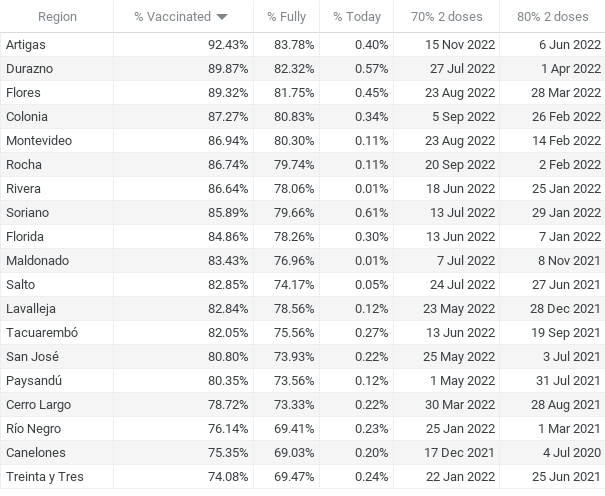 Region % Vaccinated % Fully % Today 70% 2 doses 80% 2 doses
Artigas 92.43% 83.78% 0.40% 15 Nov 2022 6 Jun 2022
Durazno 89.87% 82.32% 0.57% 27 Jul 2022 1 Apr 2022
Flores 89.32% 81.75% 0.45% 23 Aug 2022 28 Mar 2022
Colonia 87.27% 80.83% 0.34% 5 Sep 2022 26 Feb 2022
Montevideo 86.94% 80.30% 0.11% 23 Aug 2022 14 Feb 2022
Rocha 86.74% 79.74% 0.11% 20 Sep 2022 2 Feb 2022
Rivera 86.64% 78.06% 0.01% 18 Jun 2022 25 Jan 2022
Soriano 85.89% 79.66% 0.61% 13 Jul 2022 29 Jan 2022
Florida 84.86% 78.26% 0.30% 13 Jun 2022 7 Jan 2022
Maldonado 83.43% 76.96% 0.01% 7 Jul 2022 8 Nov 2021
Salto 82.85% 74.17% 0.05% 24 Jul 2022 27 Jun 2021
Lavalleja 82.84% 78.56% 0.12% 23 May 2022 28 Dec 2021
Tacuarembó 82.05% 75.56% 0.27% 13 Jun 2022 19 Sep 2021
San José 80.80% 73.93% 0.22% 25 May 2022 3 Jul 2021
Paysandú 80.35% 73.56% 0.12% 1 May 2022 31 Jul 2021
Cerro Largo 78.72% 73.33% 0.22% 30 Mar 2022 28 Aug 2021
Río Negro 76.14% 69.41% 0.23% 25 Jan 2022 1 Mar 2021
Canelones 75.35% 69.03% 0.20% 17 Dec 2021 4 Jul 2020
Treinta y Tres 74.08% 69.47% 0.24% 22 Jan 2022 25 Jun 2021